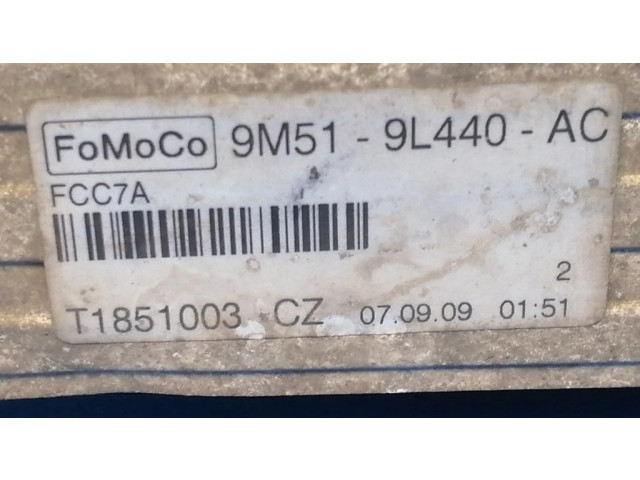 FoMoCo 9M51 - 9L440 - AC
FCC7A
2
T1851003 CZ 07.09.09 01:51